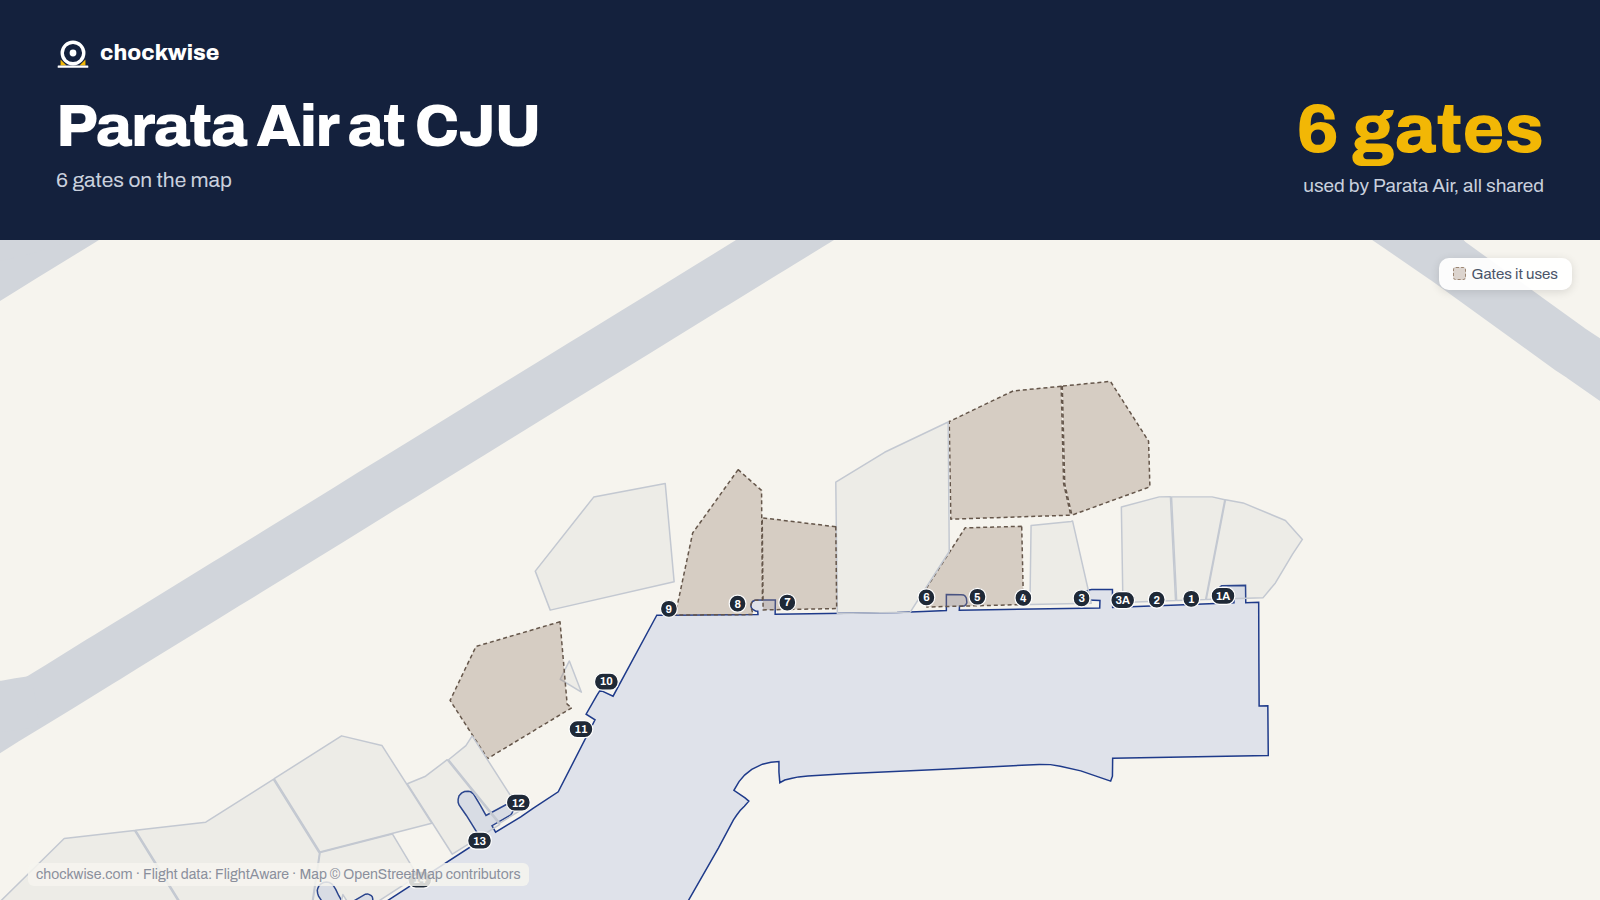 chockwise
Parata Air at CJU
6 gates on the map
6 gates
used by Parata Air, all shared
Gates it uses
9
8
7
6
5
4
3
3A
2
1
1A
10
11
12
13
chockwise.com · Flight data: FlightAware · Map © OpenStreetMap contributors